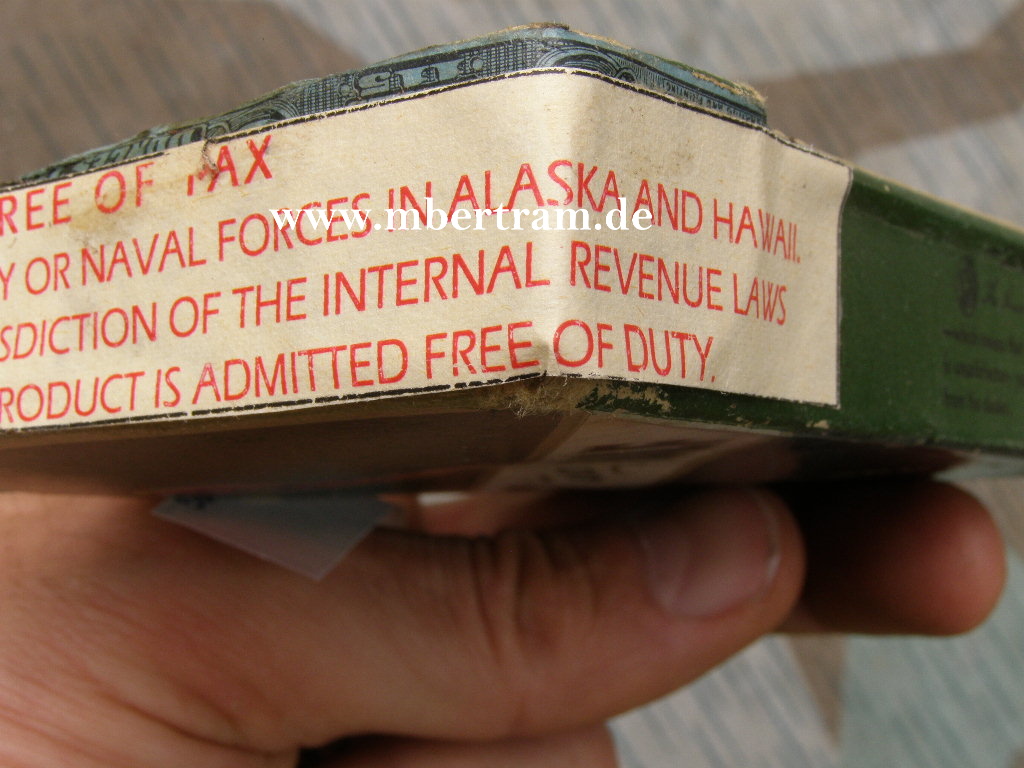 REE OF TAX
Y OR NAVAL FORCES IN ALASKA AND HAWAII.
www.mbertram.de
SDICTION OF THE INTERNAL REVENUE LAWS
RODUCT IS ADMITTED FREE OF DUTY.